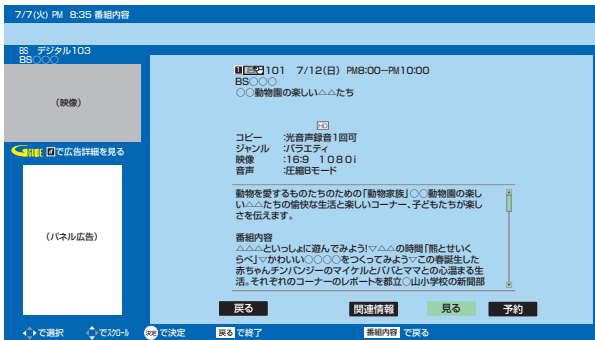 7/7(火) PM 8:35 番組内容
BS デジタル103
BS○○○
(映像)
101 7/12(日) PM8:00−PM10:00
BS○○○
○○動物園の楽しい△△たち
HD
コピー :光音声録音1回可
ジャンル :バラエティ
映像 :16:9 1080i
音声 :圧縮Bモード
G GUIDE dで広告詳細を見る
(パネル広告)
動物を愛するものたちのための「動物家族」○○動物園の楽し
い△△たちの愉快な生活と楽しいコーナー、子どもたちが楽し
さを伝えます。
番組内容
△△△といっしょに遊んでみよう!▽△△の時間「熊とせいく
らべ」▽かわいい○○○○をつくってみよう▽この春誕生した
赤ちゃんチンパンジーのマイケルとパパとママとの心温まる生
活。それぞれのコーナーのレポートを都立○山小学校の新聞部
戻る 関連情報 見る 予約
で選択 でスクロール 決定 で決定 戻る で終了 番組内容 で戻る